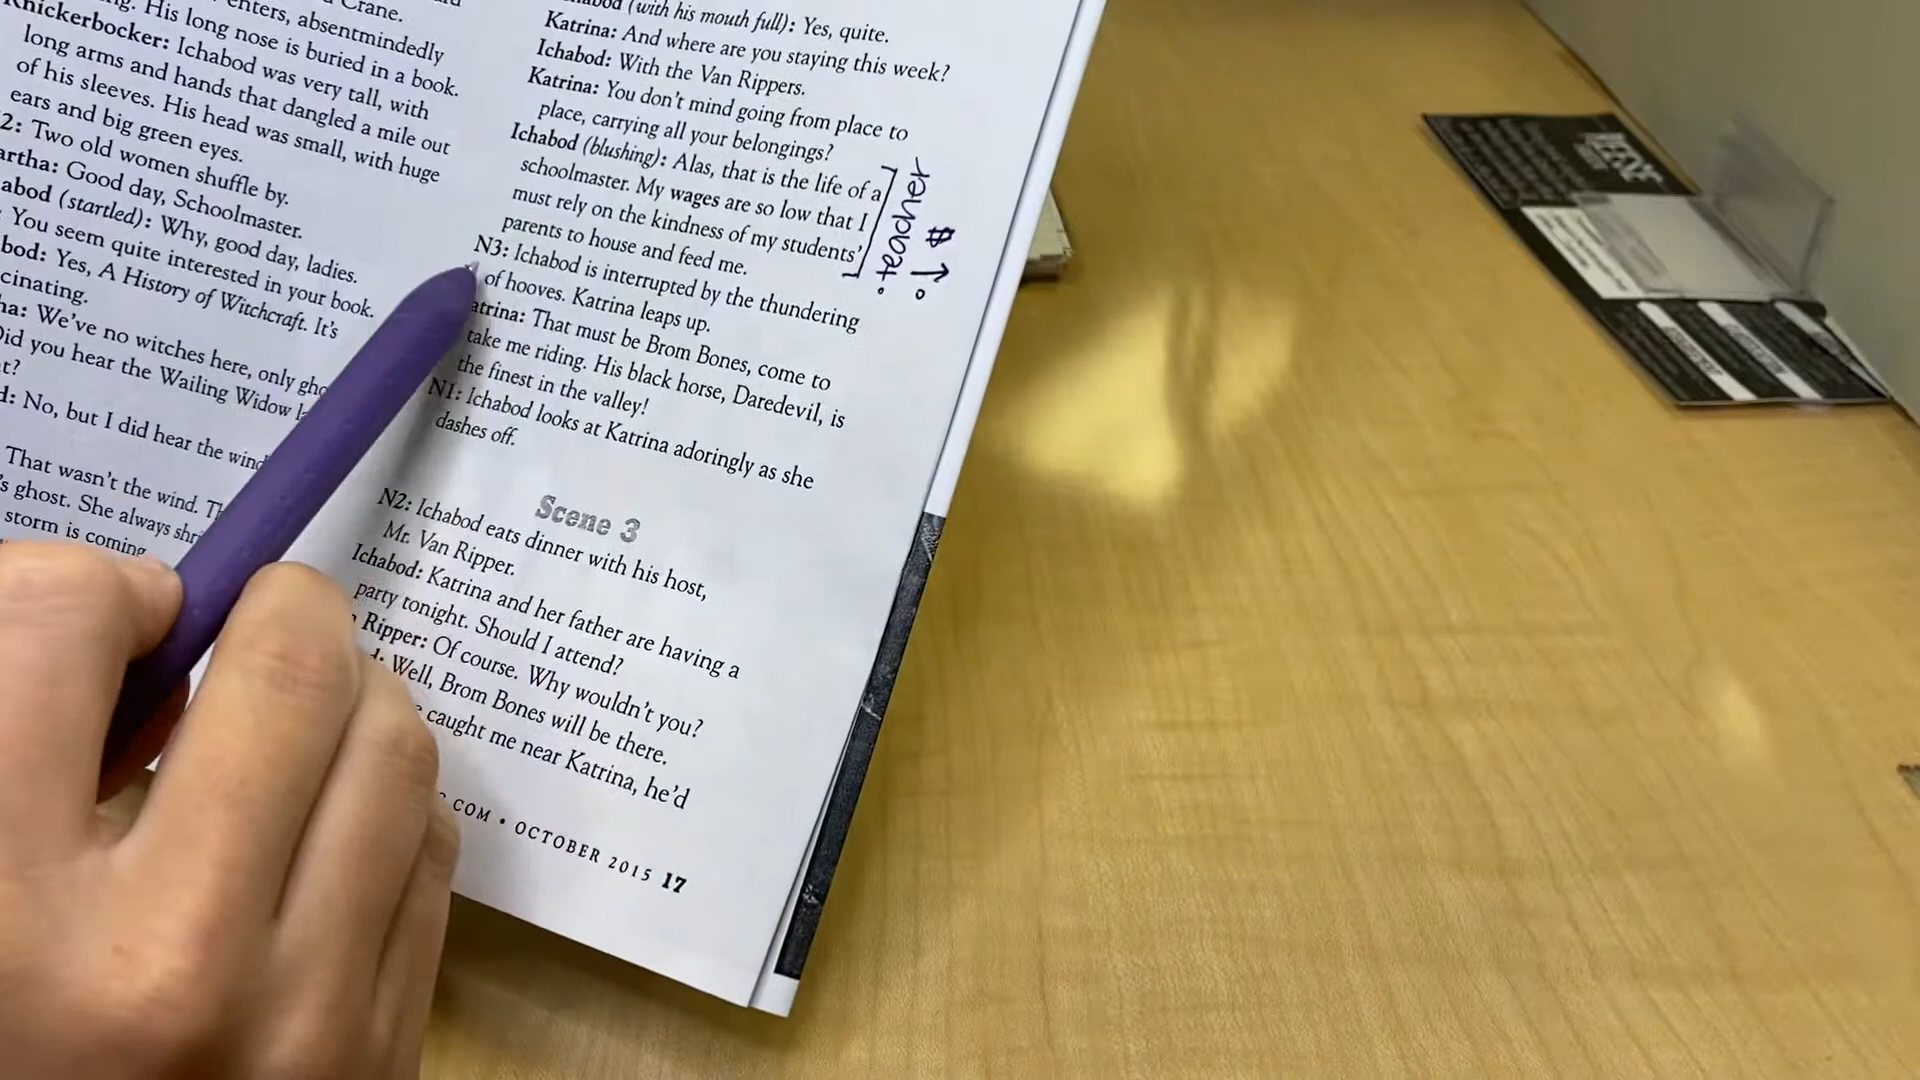 Crane.
enters, absentmindedly
His long nose is buried in a book.
Knickerbocker: Ichabod was very tall, with
long arms and hands that dangled a mile out
of his sleeves. His head was small, with huge
ears and big green eyes.
2: Two old women shuffle by.
artha: Good day, Schoolmaster.
abod (startled): Why, good day, ladies.
You seem quite interested in your book.
bod: Yes, A History of Witchcraft. It's
cinating.
ha: We've no witches here, only gho
Did you hear the Wailing Widow l
t?
d: No, but I did hear the wind
That wasn't the wind. Th
's ghost. She always shri
storm is coming.
(with his mouth full): Yes, quite.
Katrina: And where are you staying this week?
Ichabod: With the Van Rippers.
Katrina: You don't mind going from place to
place, carrying all your belongings?
Ichabod (blushing): Alas, that is the life of a
schoolmaster. My wages are so low that I
must rely on the kindness of my students'
parents to house and feed me.
N3: Ichabod is interrupted by the thundering
of hooves. Katrina leaps up.
atrina: That must be Brom Bones, come to
take me riding. His black horse, Daredevil, is
the finest in the valley!
N1: Ichabod looks at Katrina adoringly as she
dashes off.
Scene 3
N2: Ichabod eats dinner with his host,
Mr. Van Ripper.
Ichabod: Katrina and her father are having a
party tonight. Should I attend?
Ripper: Of course. Why wouldn't you?
d: Well, Brom Bones will be there.
caught me near Katrina, he'd
COM • OCTOBER 2015 17
teacher
$